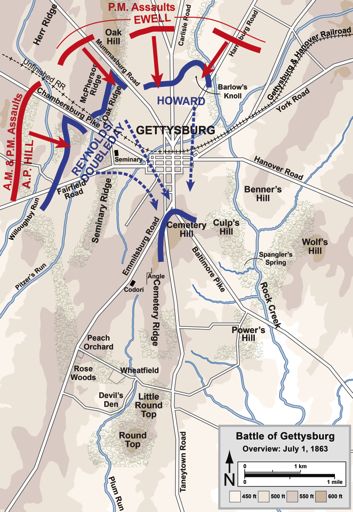 P.M. Assaults
EWELL
Herr Ridge
Oak
Hill
Carlisle Road
Mummasburg Road
Harrisburg Road
Unfinished RR
McPherson
Ridge
Oak Ridge
Barlow's
Knoll
Gettysburg & Hanover Railroad
Chambersburg Pike
HOWARD
York Road
A.M. & P.M. Assaults
A.P. HILL
REYNOLDS/
DOUBLEDAY
GETTYSBURG
Seminary
Hanover Road
Fairfield
Road
Willoughby Run
Seminary Ridge
Benner's
Hill
Cemetery
Hill
Culp's
Hill
Wolf's
Hill
Emmitsburg Road
Baltimore Pike
Spangler's
Spring
Pitzer's Run
Angle
Codori
Cemetery Ridge
Rock Creek
Power's
Hill
Peach
Orchard
Rose
Woods
Wheatfield
Devil's
Den
Little
Round
Top
Round
Top
Plum Run
Taneytown Road
Battle of Gettysburg
Overview: July 1, 1863
N
0 1 km
0 1 mile
450 ft 500 ft 550 ft 600 ft